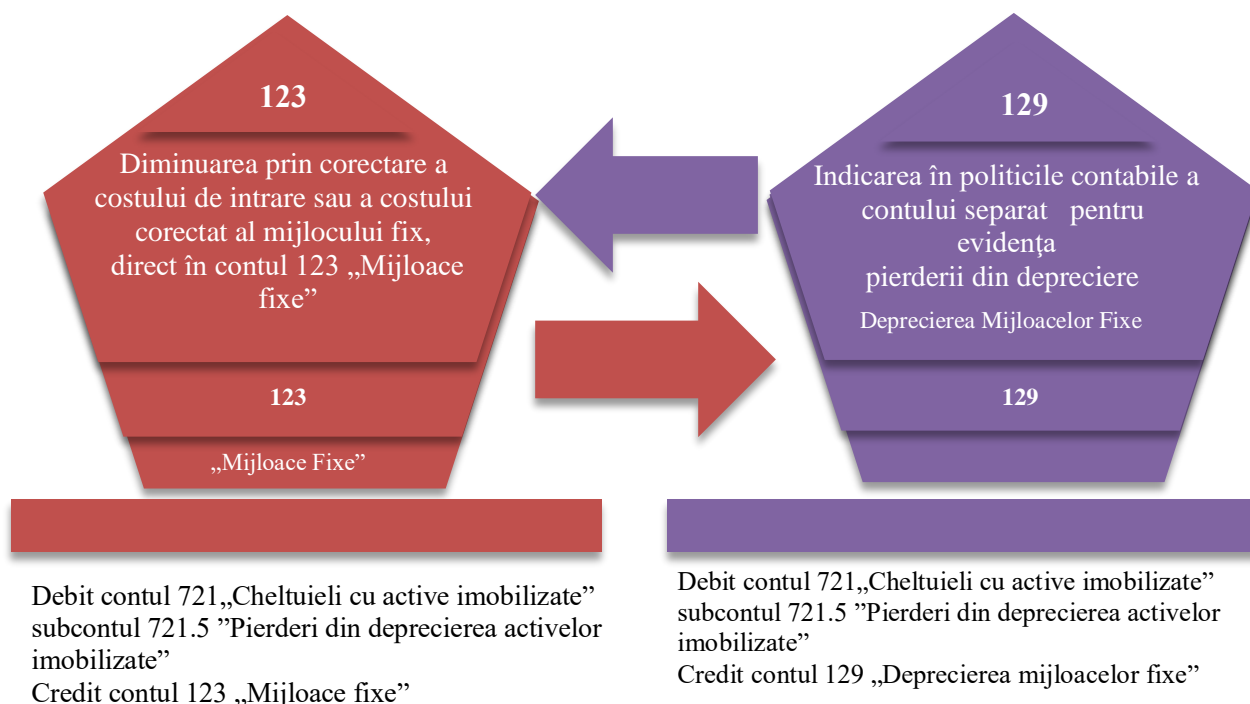 123
Diminuarea prin corectare a
costului de intrare sau a costului
corectat al mijlocului fix,
direct în contul 123 „Mijloace
fixe”
123
„Mijloace Fixe”
129
Indicarea în politicile contabile a
contului separat pentru
evidenţa
pierderii din depreciere
Deprecierea Mijloacelor Fixe
129
Debit contul 721„Cheltuieli cu active imobilizate”
subcontul 721.5 ”Pierderi din deprecierea activelor
imobilizate”
Credit contul 123 „Mijloace fixe”
Debit contul 721„Cheltuieli cu active imobilizate”
subcontul 721.5 ”Pierderi din deprecierea activelor
imobilizate”
Credit contul 129 „Deprecierea mijloacelor fixe”